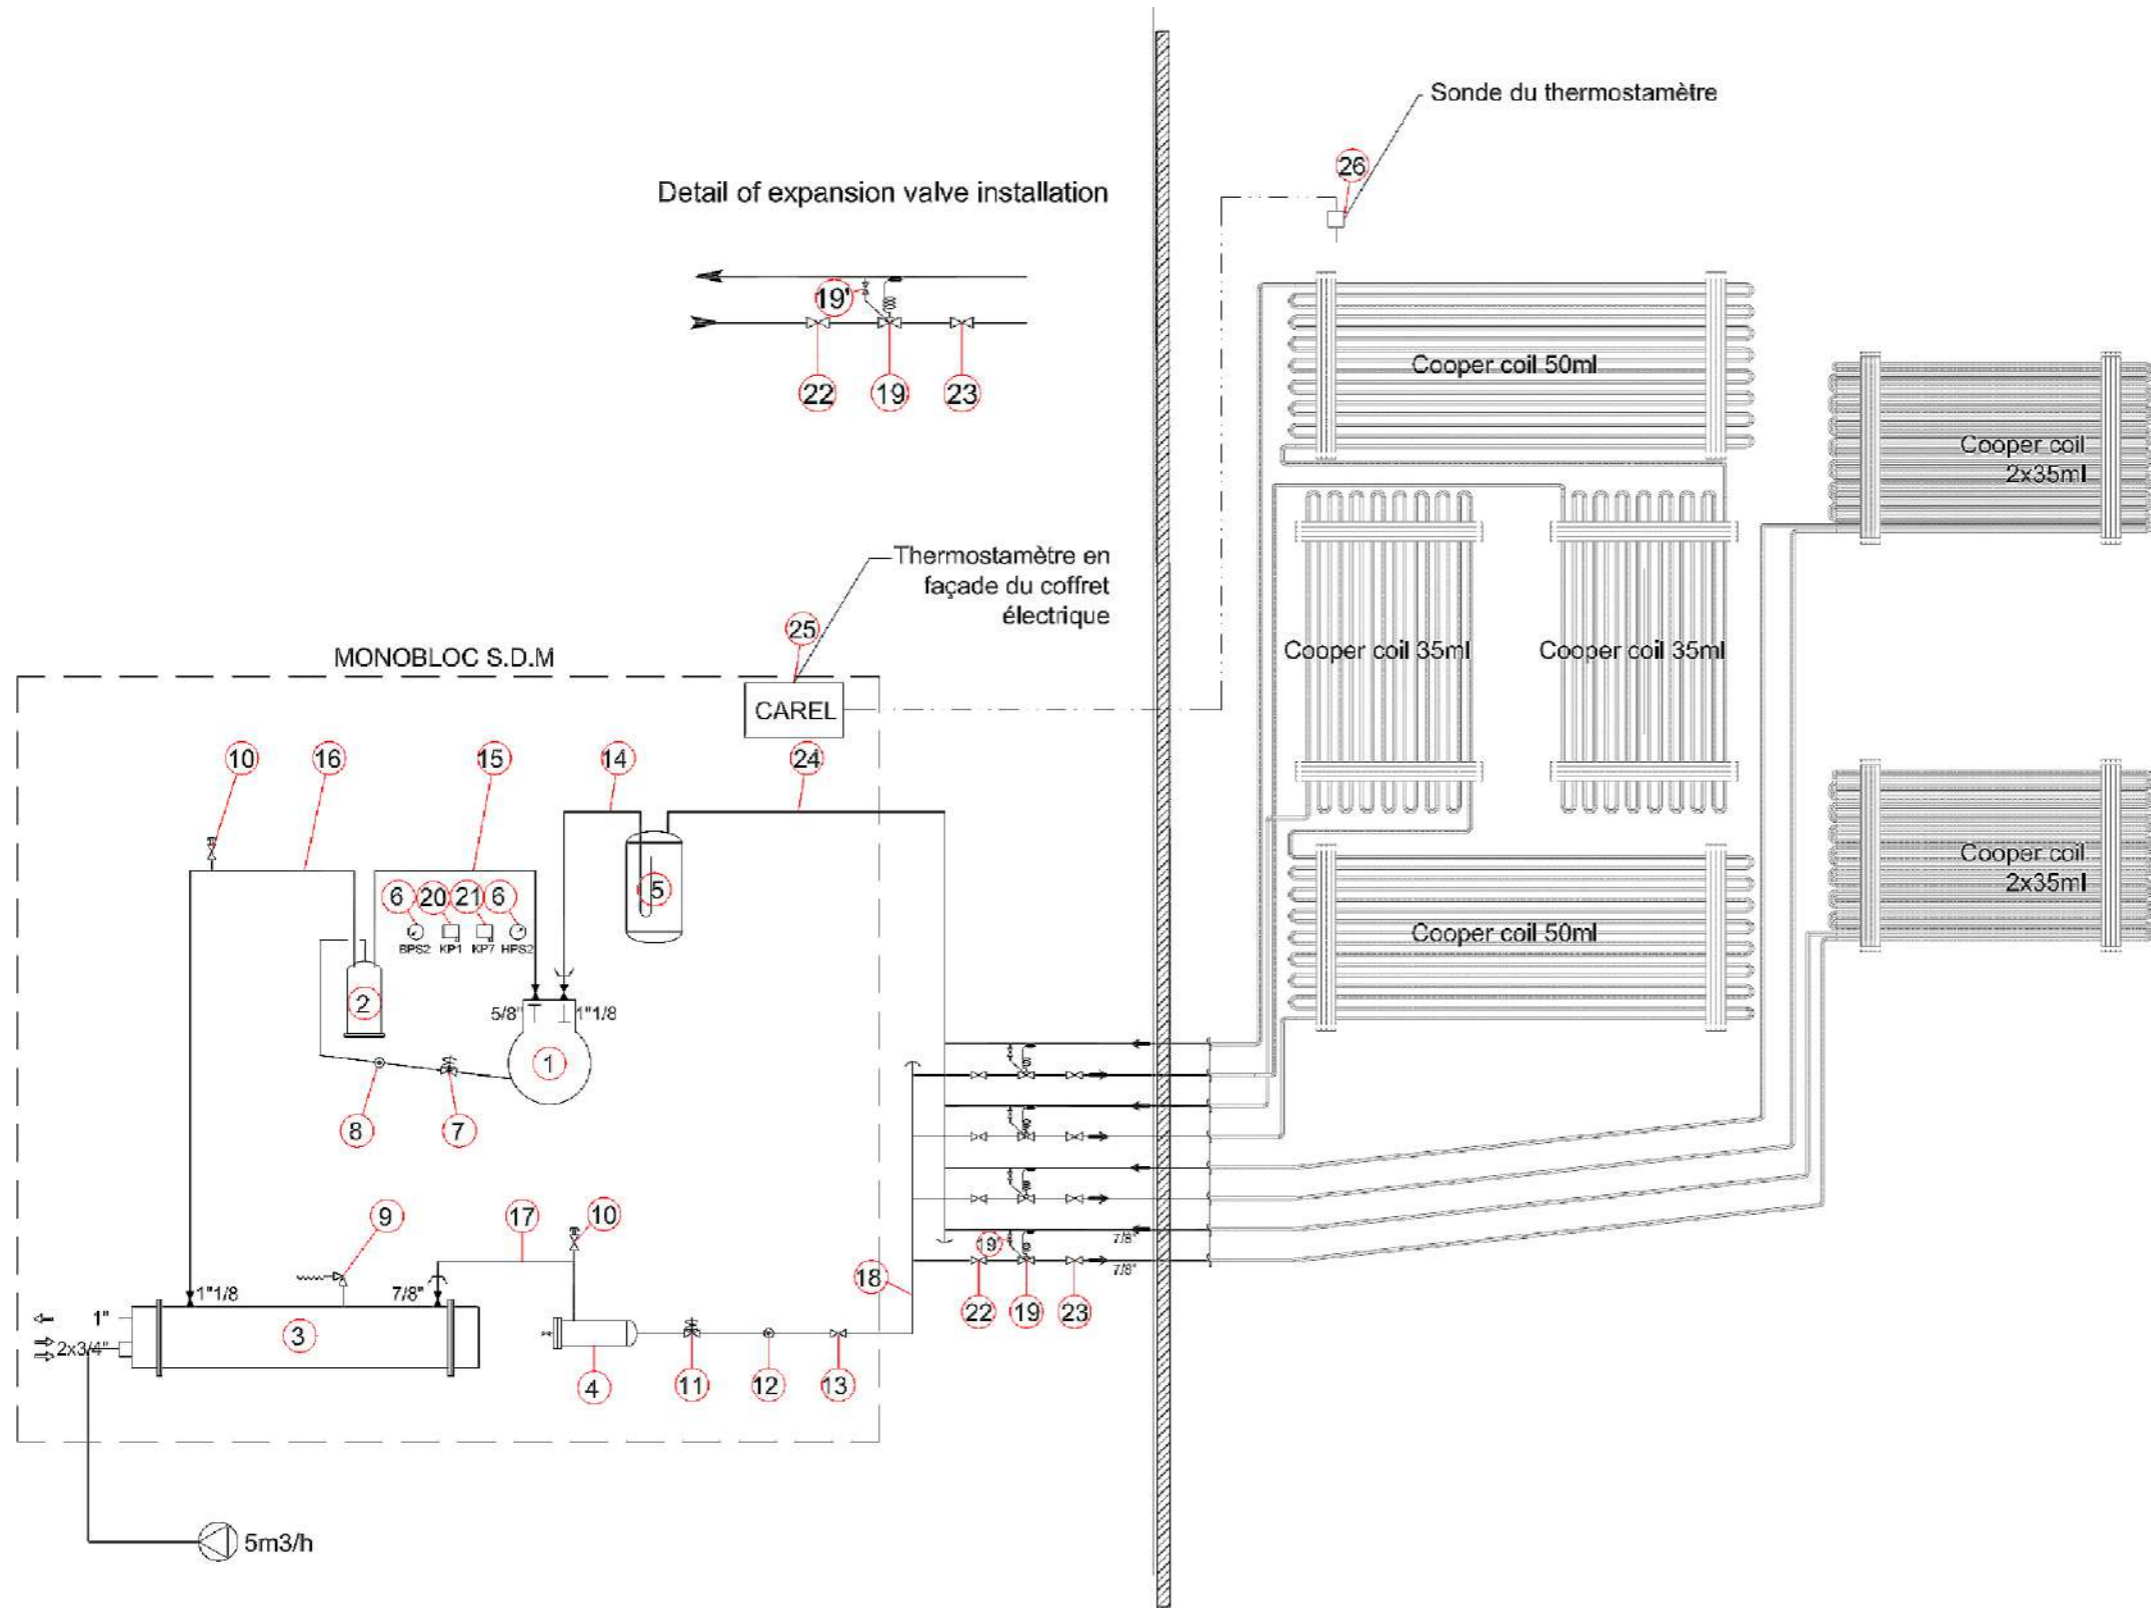 Sonde du thermostamètre
26
Detail of expansion valve installation
19'
22
19
23
Cooper coil 50ml
Cooper coil
2x35ml
Thermostamètre en
façade du coffret
électrique
25
MONOBLOC S.D.M
CAREL
Cooper coil 35ml
Cooper coil 35ml
10
16
15
14
24
6
20
21
6
BPS2
KP1
KP7
HPS2
5
2
5/8"
1"1/8
1
8
7
Cooper coil
2x35ml
Cooper coil 50ml
9
17
10
19'
7/8"
7/8"
18
22
19
23
1"1/8
7/8"
1"
2x3/4"
3
4
11
12
13
5m3/h